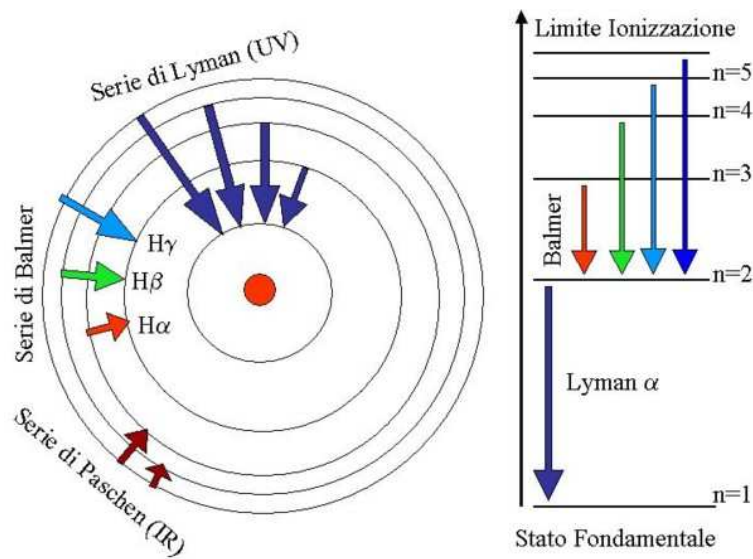 Serie di Lyman (UV)
Serie di Balmer
Hγ
Hβ
Hα
Serie di Paschen (IR)
Limite Ionizzazione
n=5
n=4
n=3
Balmer
n=2
Lyman α
n=1
Stato Fondamentale